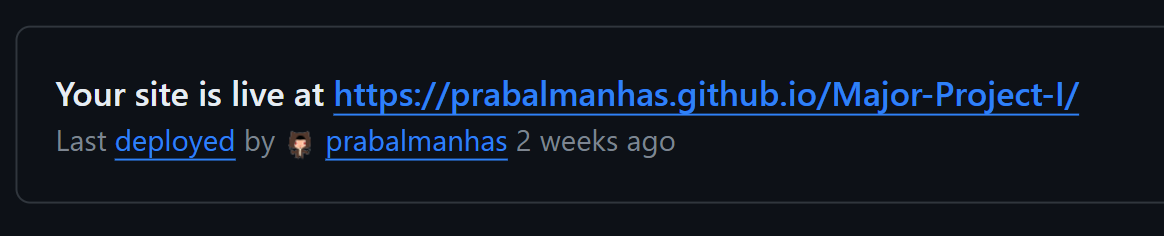 Your site is live at https://prabalmanhas.github.io/Major-Project-I/
Last deployed by prabalmanhas 2 weeks ago